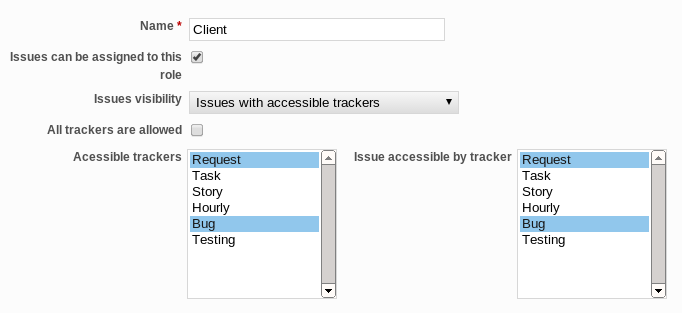 Name *
Client
Issues can be assigned to this
role
Issues visibility
Issues with accessible trackers
All trackers are allowed
Acessible trackers
Request
Task
Story
Hourly
Bug
Testing
Issue accessible by tracker
Request
Task
Story
Hourly
Bug
Testing